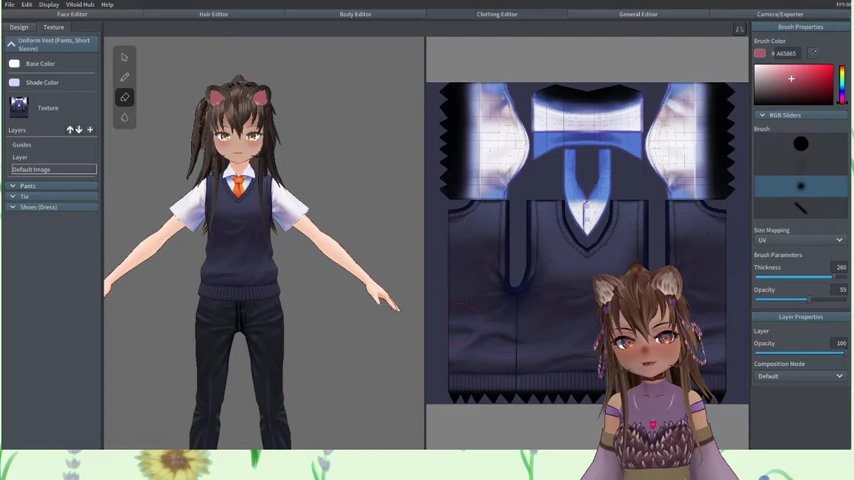 File Edit Display VRoid Hub Help
FPS:60
Face Editor Hair Editor Body Editor Clothing Editor General Editor Camera/Exporter
Design Texture
Uniform Vest (Pants, Short Sleeve)
Base Color
Shade Color
Texture
Layers
Guides
Layer
Default Image
Pants
Tie
Shoes (Dress)
Brush Properties
Brush Color
# A65865
RGB Sliders
Brush
Size Mapping
UV
Brush Parameters
Thickness 260
Opacity 59
Layer Properties
Layer
Opacity 100
Composition Mode
Default